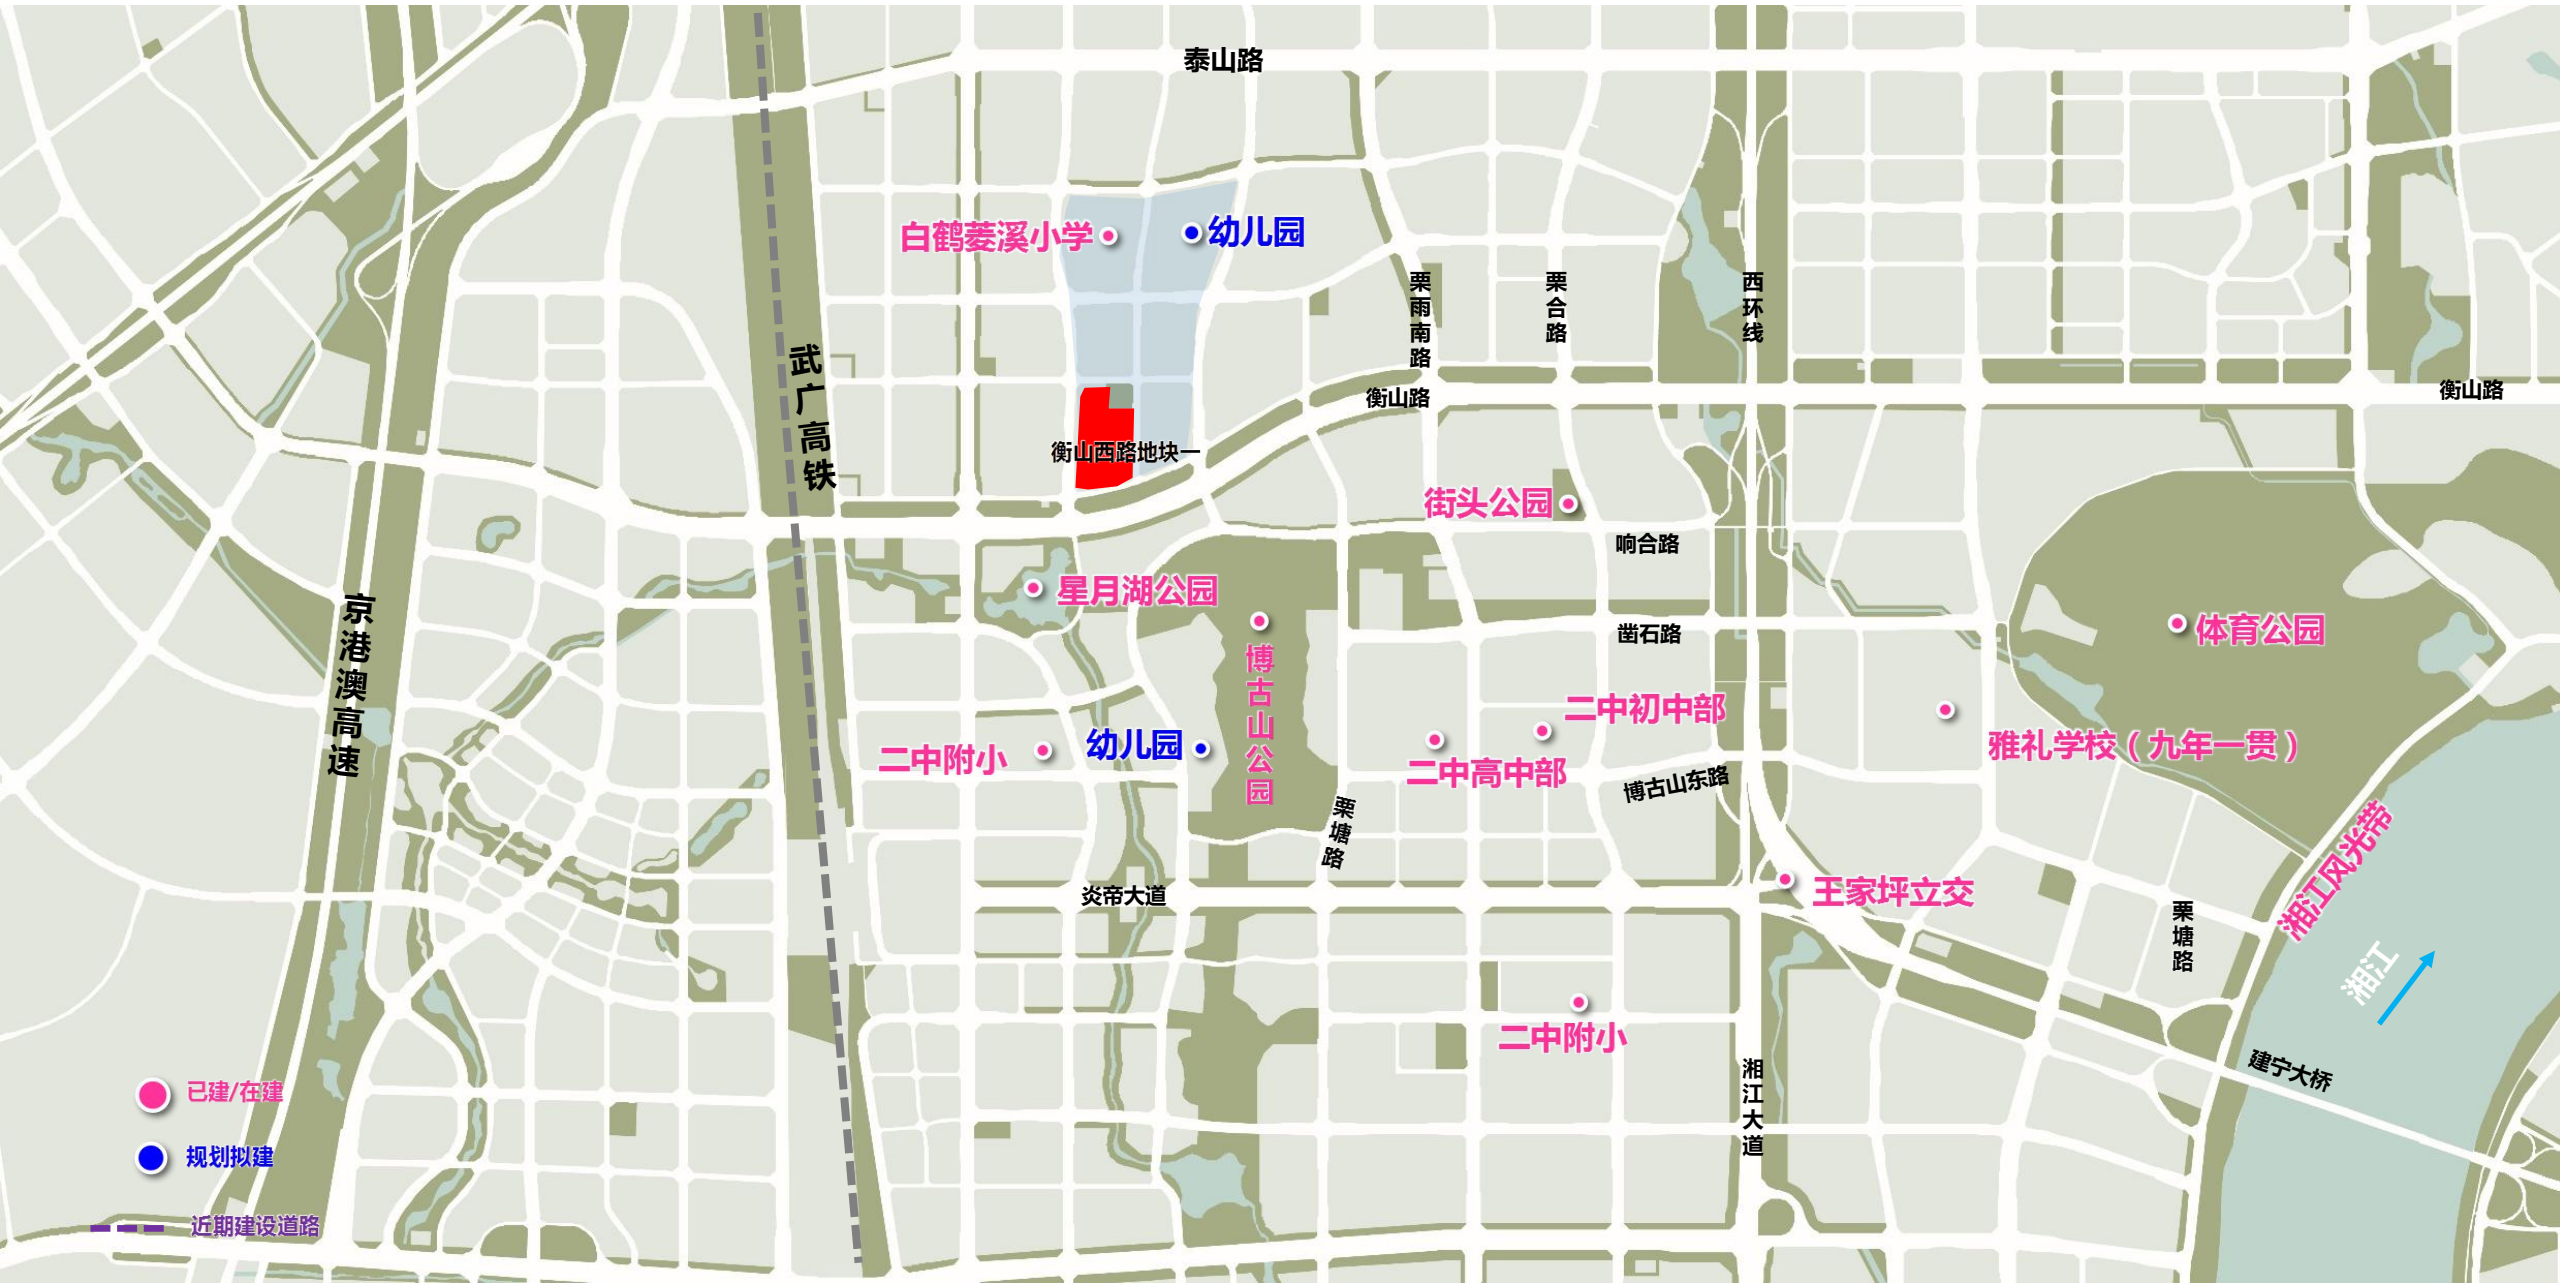 泰山路
白鹤菱溪小学
幼儿园
栗雨南路
栗合路
西环线
武广高铁
衡山路
衡山路
衡山西路地块一
街头公园
响合路
星月湖公园
京港澳高速
凿石路
体育公园
博古山公园
二中初中部
二中附小
幼儿园
二中高中部
博古山东路
雅礼学校（九年一贯）
栗塘路
湘江风光带
炎帝大道
王家坪立交
栗塘路
湘江
二中附小
湘江大道
建宁大桥
已建/在建
规划拟建
近期建设道路